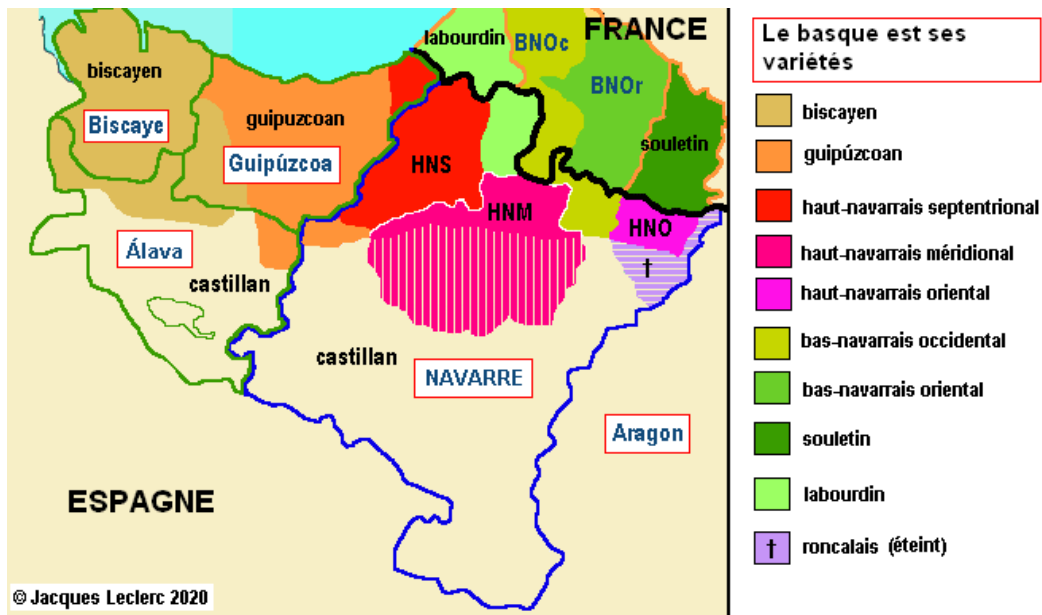 FRANCE
labourdin
BNOc
biscayen
BNOr
Biscaye
guipuzcoan
souletin
Guipúzcoa
HNS
HNM
HNO
Álava
†
castillan
castillan
NAVARRE
Aragon
ESPAGNE
© Jacques Leclerc 2020
Le basque est ses
variétés
biscayen
guipúzcoan
haut-navarrais septentrional
haut-navarrais méridional
haut-navarrais oriental
bas-navarrais occidental
bas-navarrais oriental
souletin
labourdin
† roncalais (éteint)